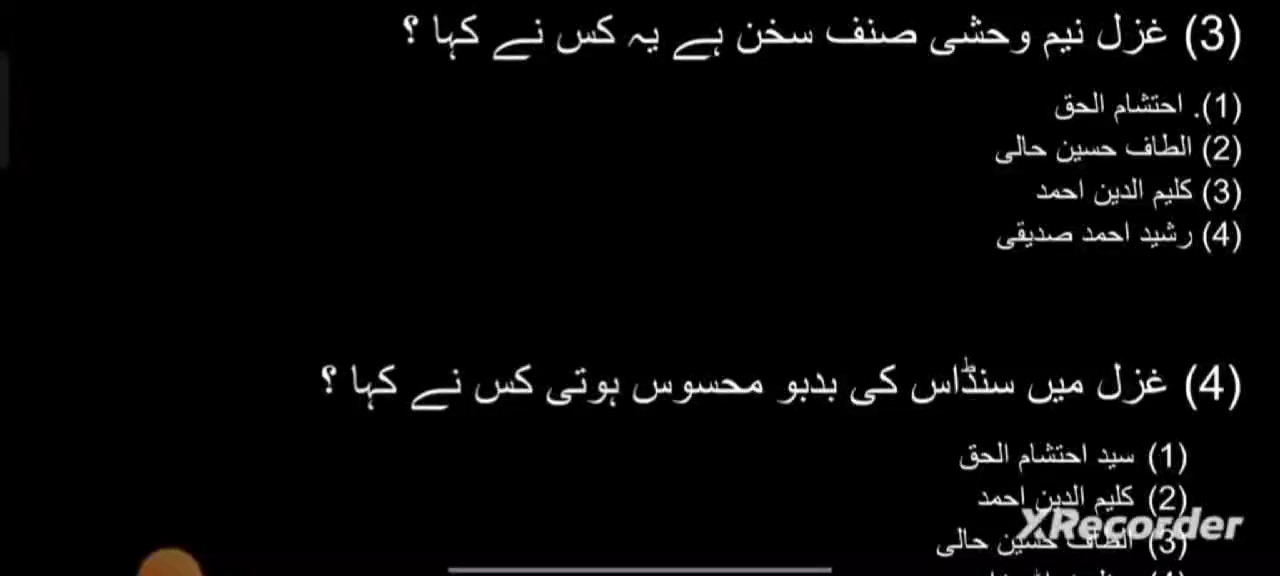 (3) غزل نیم وحشی صنف سخن ہے یہ کس نے کہا ؟
(1). احتشام الحق
(2) الطاف حسین حالی
(3) کلیم الدین احمد
(4) رشید احمد صدیقی
(4) غزل میں سنڈاس کی بدبو محسوس ہوتی کس نے کہا ؟
(1) سید احتشام الحق
(2) کلیم الدین احمد
(3) الطاف حسین حالی
XRecorder